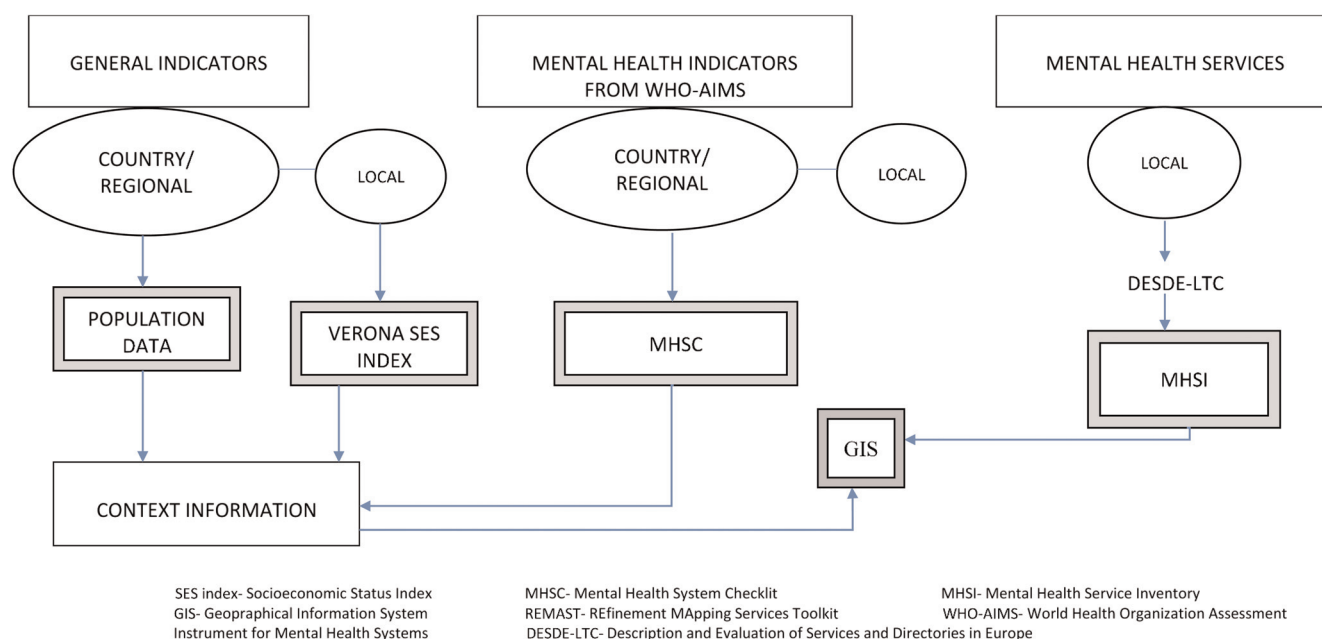 GENERAL INDICATORS
MENTAL HEALTH INDICATORS
FROM WHO-AIMS
MENTAL HEALTH SERVICES
COUNTRY/
REGIONAL
LOCAL
COUNTRY/
REGIONAL
LOCAL
LOCAL
DESDE-LTC
POPULATION
DATA
VERONA SES
INDEX
MHSC
MHSI
GIS
CONTEXT INFORMATION
SES index- Socioeconomic Status Index MHSC- Mental Health System Checklit MHSI- Mental Health Service Inventory
GIS- Geopraphical Information System REMAST- REfinement MApping Services Toolkit WHO-AIMS- World Health Organization Assessment
Instrument for Mental Health Systems DESDE-LTC- Description and Evaluation of Services and Directories in Europe